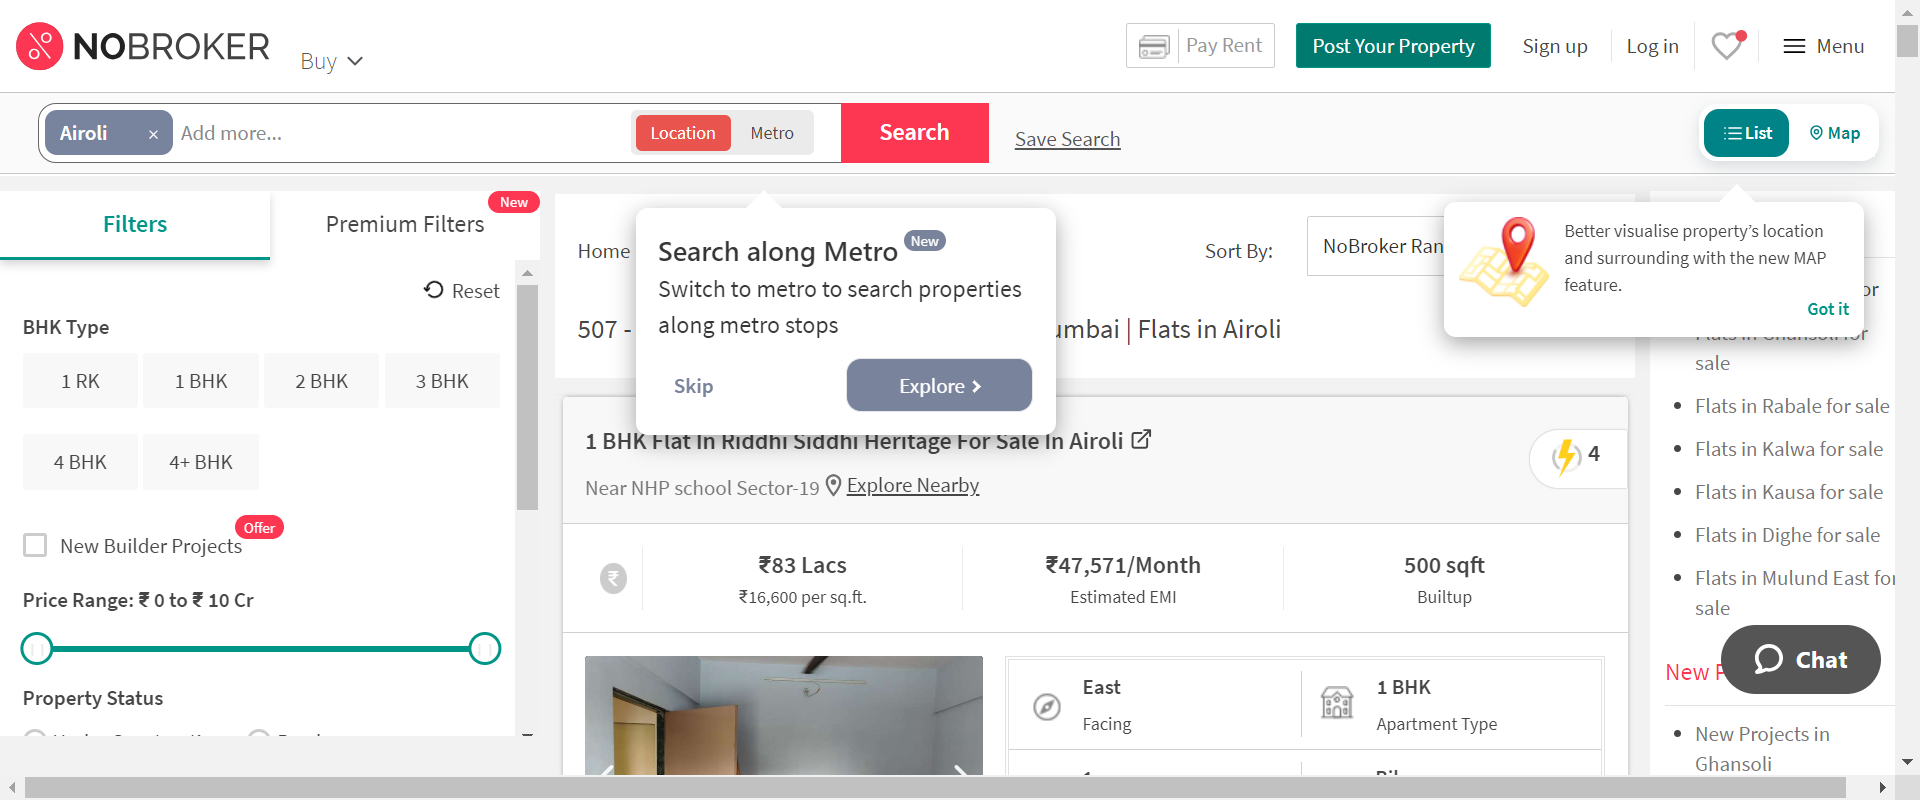 NOBROKER
Buy
Pay Rent
Post Your Property
Sign up
Log in
Menu
Airoli ×
Add more...
Location
Metro
Search
Save Search
List
Map
Filters
Premium Filters
New
Reset
BHK Type
1 RK
1 BHK
2 BHK
3 BHK
4 BHK
4+ BHK
New Builder Projects
Offer
Price Range: ₹ 0 to ₹ 10 Cr
Property Status
Home
Search along Metro New
Switch to metro to search properties
along metro stops
Skip
Explore
Sort By:
NoBroker Ran
507 -
umbai | Flats in Airoli
Better visualise property's location
and surrounding with the new MAP
feature.
Got it
1 BHK Flat In Riddhi Siddhi Heritage For Sale In Airoli
Near NHP school Sector-19
Explore Nearby
4
₹83 Lacs
₹16,600 per sq.ft.
₹47,571/Month
Estimated EMI
500 sqft
Builtup
East
Facing
1 BHK
Apartment Type
or
Flats in Ghansoli for
sale
Flats in Rabale for sale
Flats in Kalwa for sale
Flats in Kausa for sale
Flats in Dighe for sale
Flats in Mulund East for
sale
New
Chat
New Projects in
Ghansoli